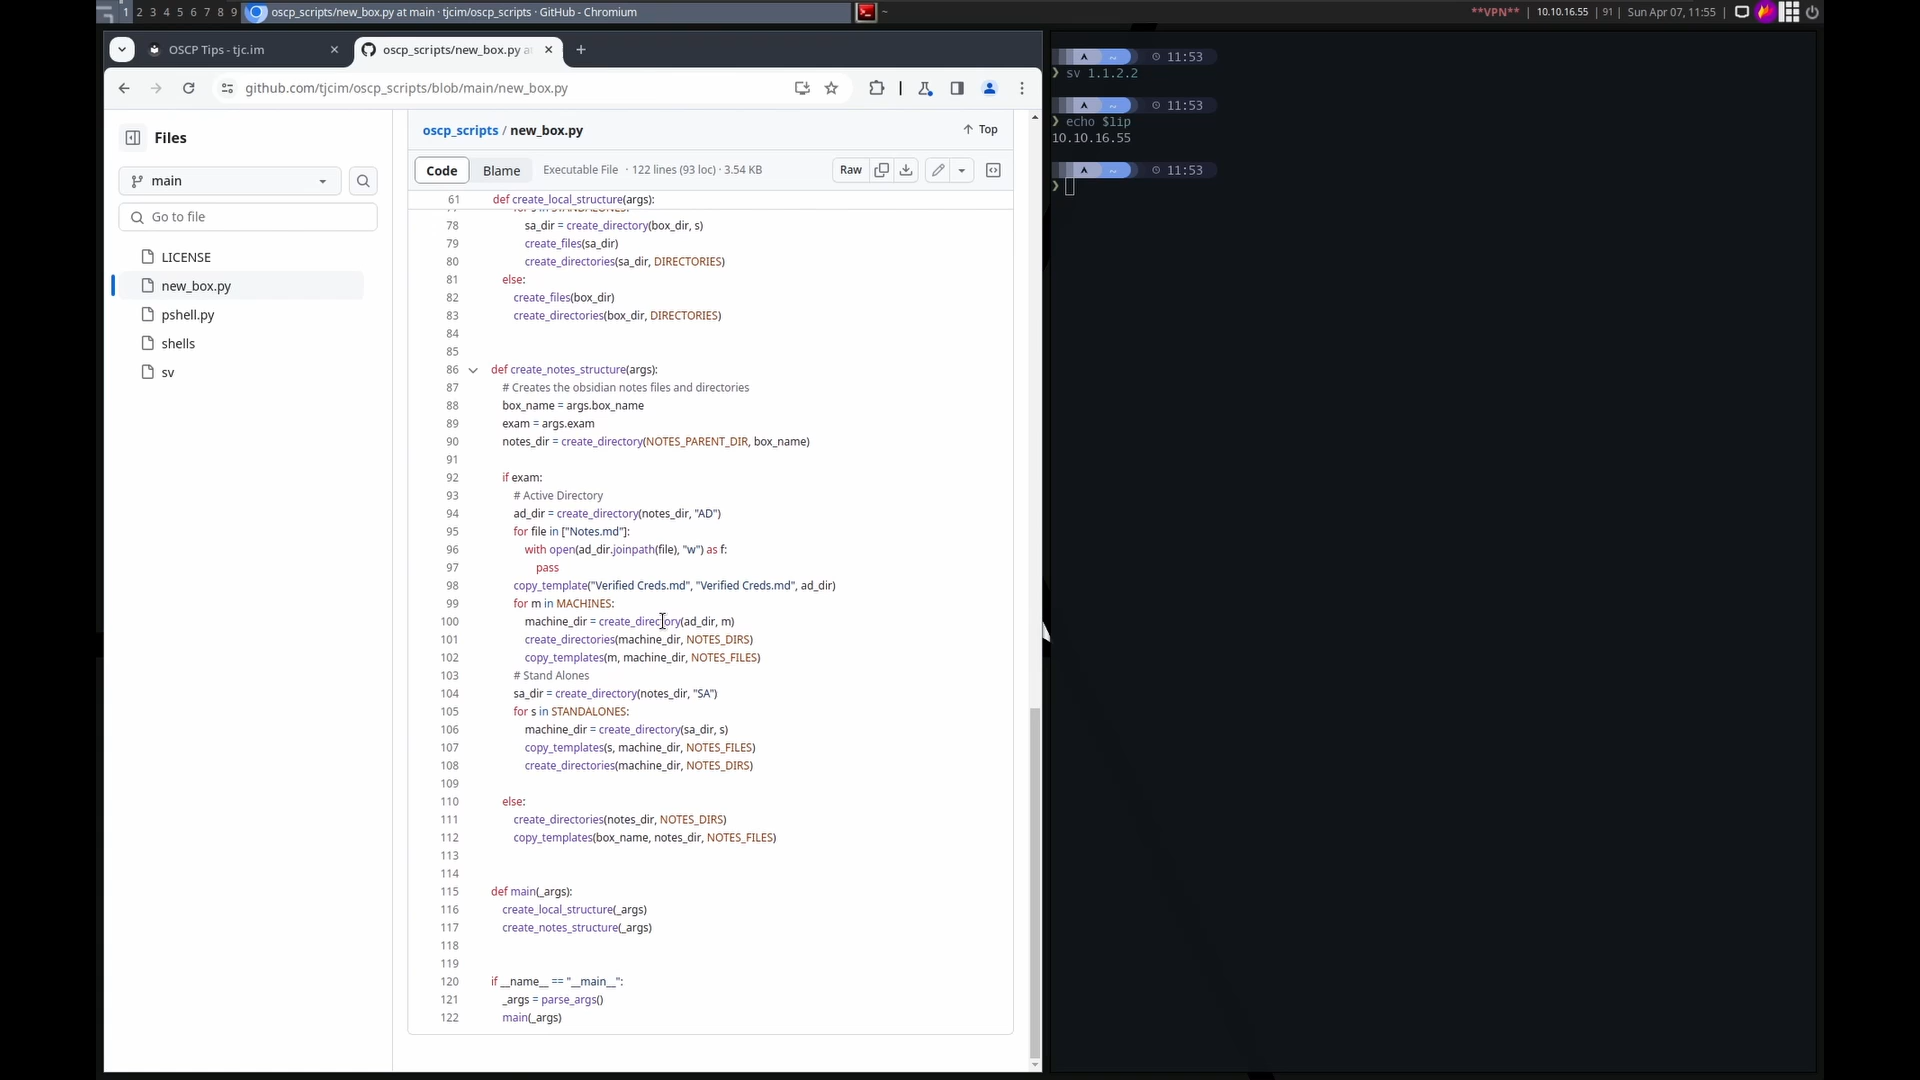 1 2 3 4 5 6 7 8 9 oscp_scripts/new_box.py at main · tjcim/oscp_scripts · GitHub - Chromium ~ **VPN** | 10.10.16.55 | 91 | Sun Apr 07, 11:55 |
OSCP Tips - tjc.im
oscp_scripts/new_box.py at
github.com/tjcim/oscp_scripts/blob/main/new_box.py
Files
main
Go to file
LICENSE
new_box.py
pshell.py
shells
sv
oscp_scripts / new_box.py
Top
Code Blame Executable File · 122 lines (93 loc) · 3.54 KB Raw
61 def create_local_structure(args):
78 sa_dir = create_directory(box_dir, s)
79 create_files(sa_dir)
80 create_directories(sa_dir, DIRECTORIES)
81 else:
82 create_files(box_dir)
83 create_directories(box_dir, DIRECTORIES)
84
85
86 def create_notes_structure(args):
87 # Creates the obsidian notes files and directories
88 box_name = args.box_name
89 exam = args.exam
90 notes_dir = create_directory(NOTES_PARENT_DIR, box_name)
91
92 if exam:
93 # Active Directory
94 ad_dir = create_directory(notes_dir, "AD")
95 for file in ["Notes.md"]:
96 with open(ad_dir.joinpath(file), "w") as f:
97 pass
98 copy_template("Verified Creds.md", "Verified Creds.md", ad_dir)
99 for m in MACHINES:
100 machine_dir = create_directory(ad_dir, m)
101 create_directories(machine_dir, NOTES_DIRS)
102 copy_templates(m, machine_dir, NOTES_FILES)
103 # Stand Alones
104 sa_dir = create_directory(notes_dir, "SA")
105 for s in STANDALONES:
106 machine_dir = create_directory(sa_dir, s)
107 copy_templates(s, machine_dir, NOTES_FILES)
108 create_directories(machine_dir, NOTES_DIRS)
109
110 else:
111 create_directories(notes_dir, NOTES_DIRS)
112 copy_templates(box_name, notes_dir, NOTES_FILES)
113
114
115 def main(_args):
116 create_local_structure(_args)
117 create_notes_structure(_args)
118
119
120 if __name__ == "__main__":
121 _args = parse_args()
122 main(_args)
~ 11:53
❯ sv 1.1.2.2
~ 11:53
❯ echo $lip
10.10.16.55
~ 11:53
❯